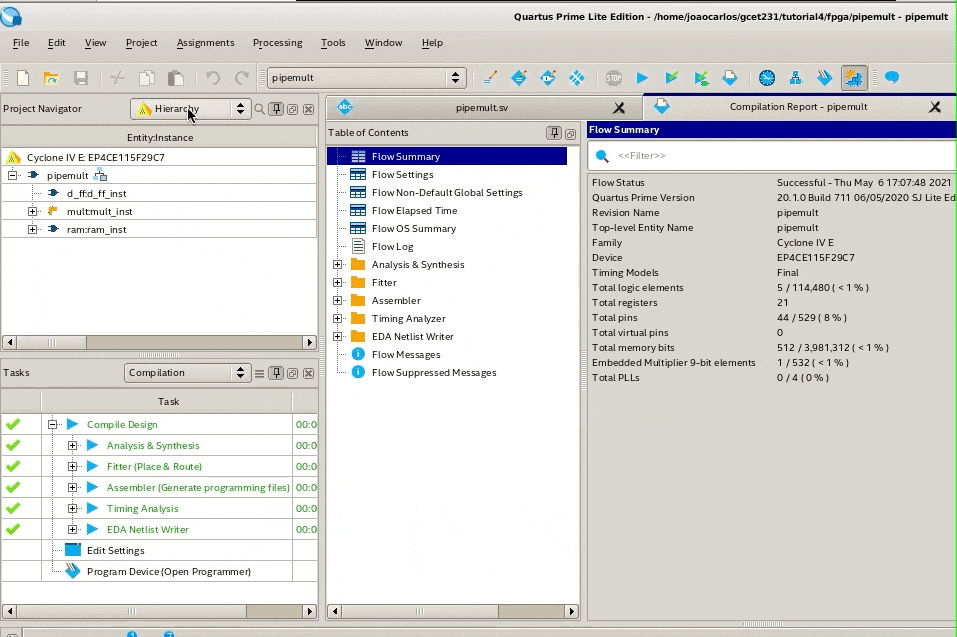 Quartus Prime Lite Edition - /home/joaocarlos/gcet231/tutorial4/fpga/pipemult - pipemult
File Edit View Project Assignments Processing Tools Window Help
pipemult
Project Navigator Hierarchy
Entity:Instance
Cyclone IV E: EP4CE115F29C7
pipemult
d_ff:d_ff_inst
mult:mult_inst
ram:ram_inst
Tasks Compilation
Task
Compile Design 00:0
Analysis & Synthesis 00:0
Fitter (Place & Route) 00:0
Assembler (Generate programming files) 00:0
Timing Analysis 00:0
EDA Netlist Writer 00:0
Edit Settings
Program Device (Open Programmer)
pipemult.sv
Compilation Report - pipemult
Table of Contents
Flow Summary
Flow Settings
Flow Non-Default Global Settings
Flow Elapsed Time
Flow OS Summary
Flow Log
Analysis & Synthesis
Fitter
Assembler
Timing Analyzer
EDA Netlist Writer
Flow Messages
Flow Suppressed Messages
Flow Summary
<<Filter>>
Flow Status Successful - Thu May 6 17:07:48 2021
Quartus Prime Version 20.1.0 Build 711 06/05/2020 SJ Lite Ed
Revision Name pipemult
Top-level Entity Name pipemult
Family Cyclone IV E
Device EP4CE115F29C7
Timing Models Final
Total logic elements 5 / 114,480 ( < 1 % )
Total registers 21
Total pins 44 / 529 ( 8 % )
Total virtual pins 0
Total memory bits 512 / 3,981,312 ( < 1 % )
Embedded Multiplier 9-bit elements 1 / 532 ( < 1 % )
Total PLLs 0 / 4 ( 0 % )